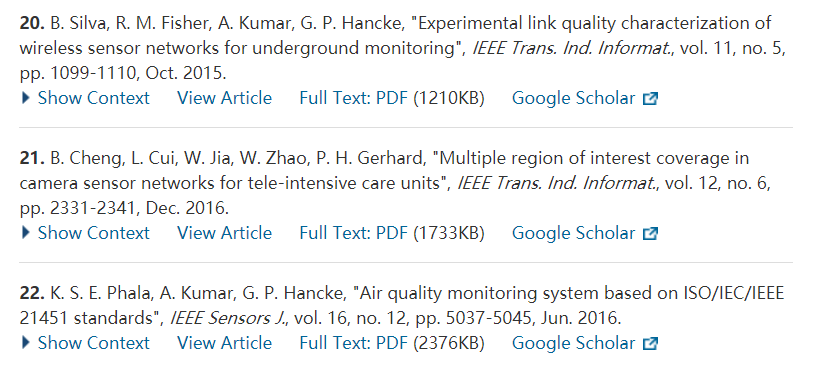 20. B. Silva, R. M. Fisher, A. Kumar, G. P. Hancke, "Experimental link quality characterization of
wireless sensor networks for underground monitoring", IEEE Trans. Ind. Informat., vol. 11, no. 5,
pp. 1099-1110, Oct. 2015.
Show Context View Article Full Text: PDF (1210KB) Google Scholar
21. B. Cheng, L. Cui, W. Jia, W. Zhao, P. H. Gerhard, "Multiple region of interest coverage in
camera sensor networks for tele-intensive care units", IEEE Trans. Ind. Informat., vol. 12, no. 6,
pp. 2331-2341, Dec. 2016.
Show Context View Article Full Text: PDF (1733KB) Google Scholar
22. K. S. E. Phala, A. Kumar, G. P. Hancke, "Air quality monitoring system based on ISO/IEC/IEEE
21451 standards", IEEE Sensors J., vol. 16, no. 12, pp. 5037-5045, Jun. 2016.
Show Context View Article Full Text: PDF (2376KB) Google Scholar